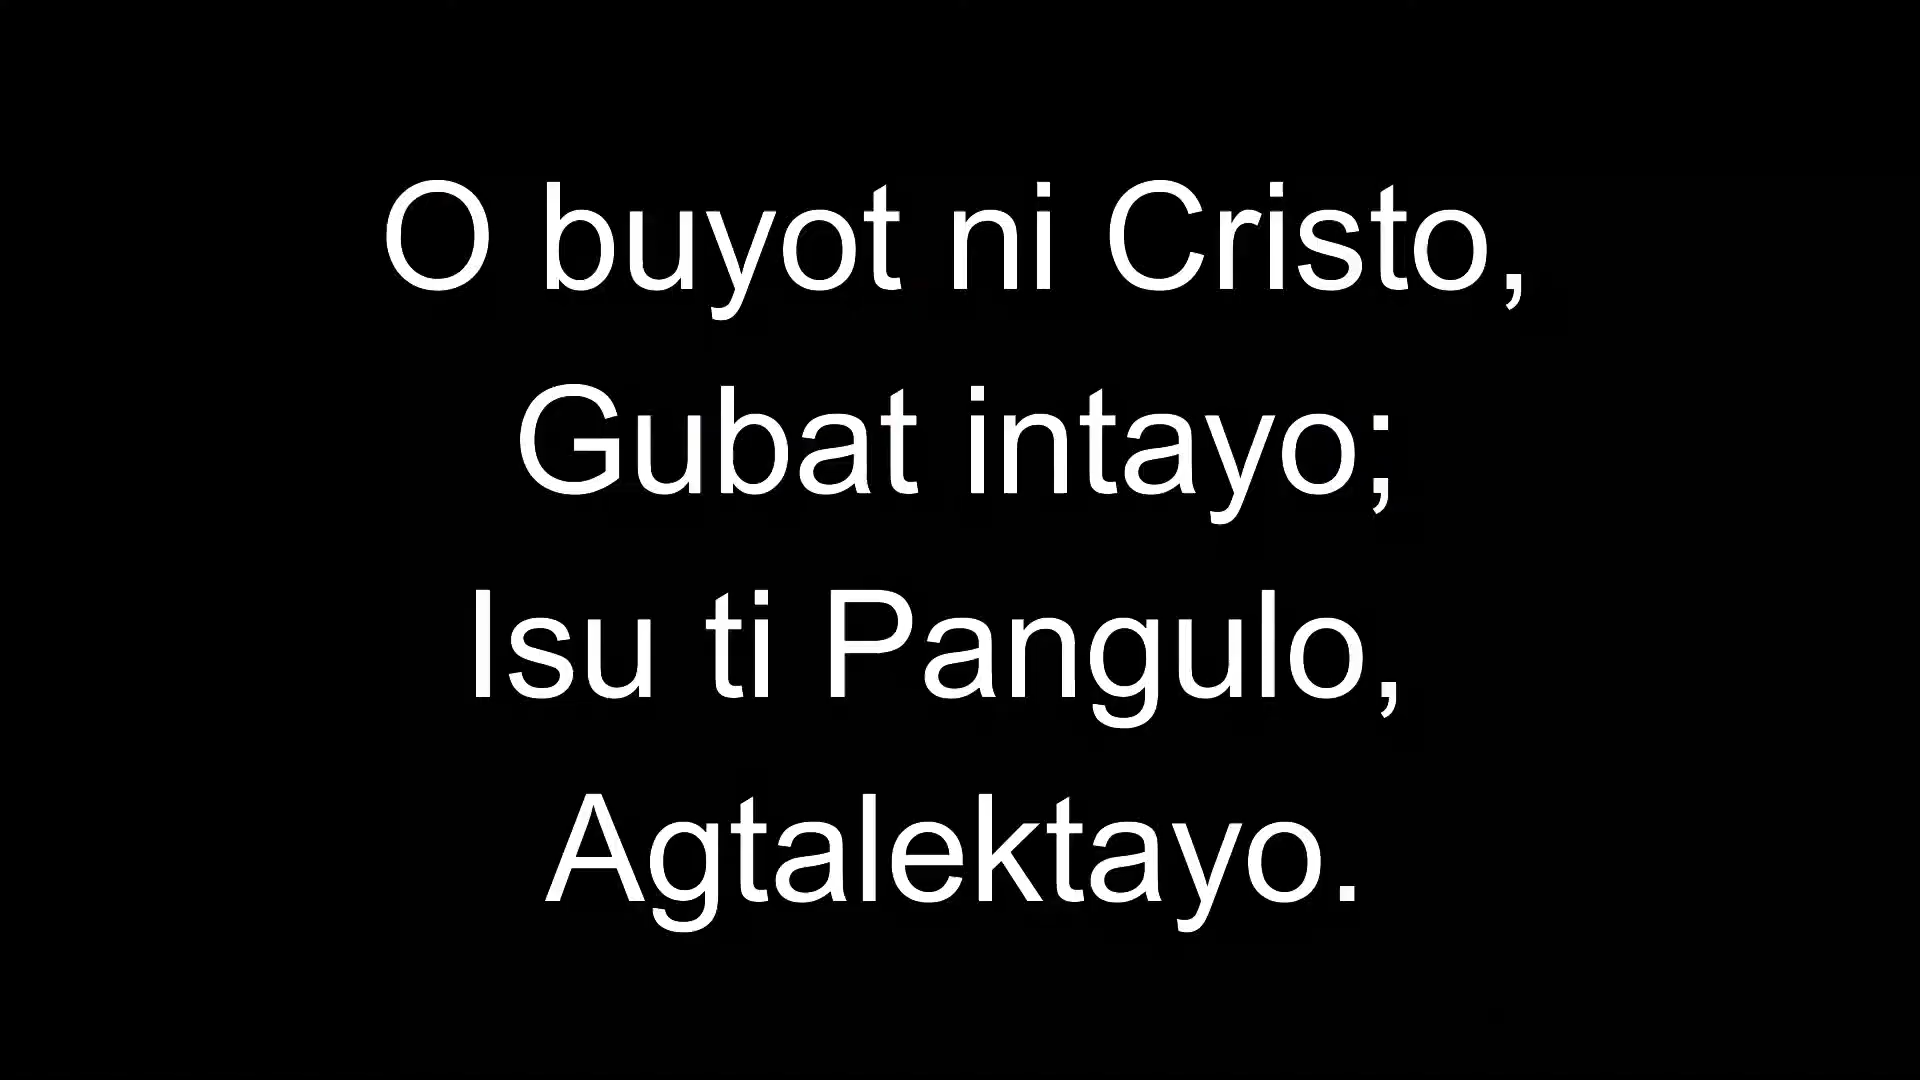 O buyot ni Cristo,
Gubat intayo;
Isu ti Pangulo,
Agtalektayo.